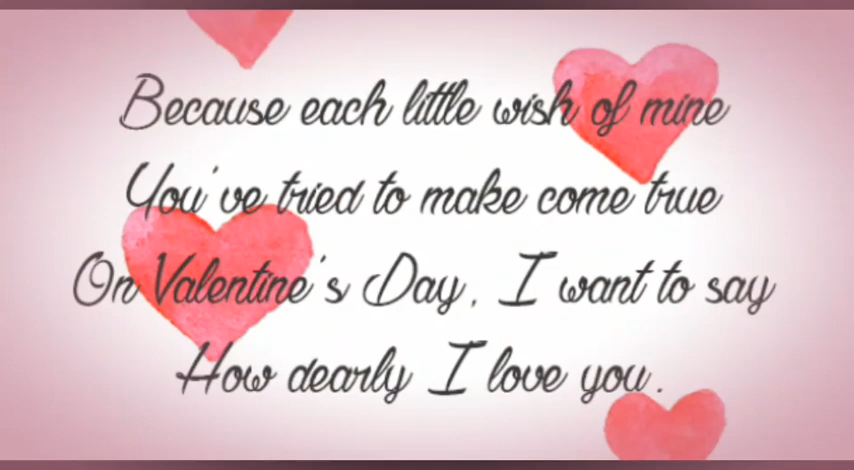 Because each little wish of mine
You've tried to make come true
On Valentine's Day, I want to say
How dearly I love you.